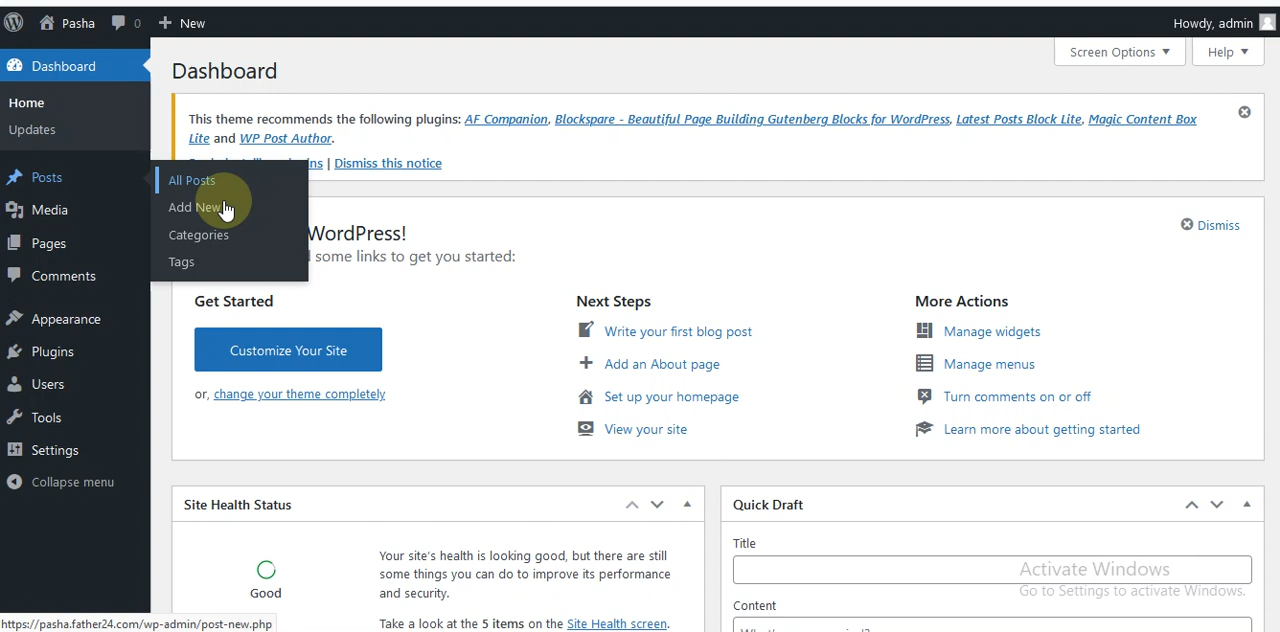 Pasha 0 New Howdy, admin
Dashboard
Home
Updates
Posts
Media
Pages
Comments
Appearance
Plugins
Users
Tools
Settings
Collapse menu
All Posts
Add New
Categories
Tags
Screen Options Help
Dashboard
This theme recommends the following plugins: AF Companion, Blockspare - Beautiful Page Building Gutenberg Blocks for WordPress, Latest Posts Block Lite, Magic Content Box
Lite and WP Post Author.
| Dismiss this notice
WordPress!
Dismiss
some links to get you started:
Get Started
Customize Your Site
or, change your theme completely
Next Steps
Write your first blog post
Add an About page
Set up your homepage
View your site
More Actions
Manage widgets
Manage menus
Turn comments on or off
Learn more about getting started
Site Health Status
Good
Your site's health is looking good, but there are still
some things you can do to improve its performance
and security.
Take a look at the 5 items on the Site Health screen.
Quick Draft
Title
Content
Activate Windows
Go to Settings to activate Windows.
https://pasha.father24.com/wp-admin/post-new.php